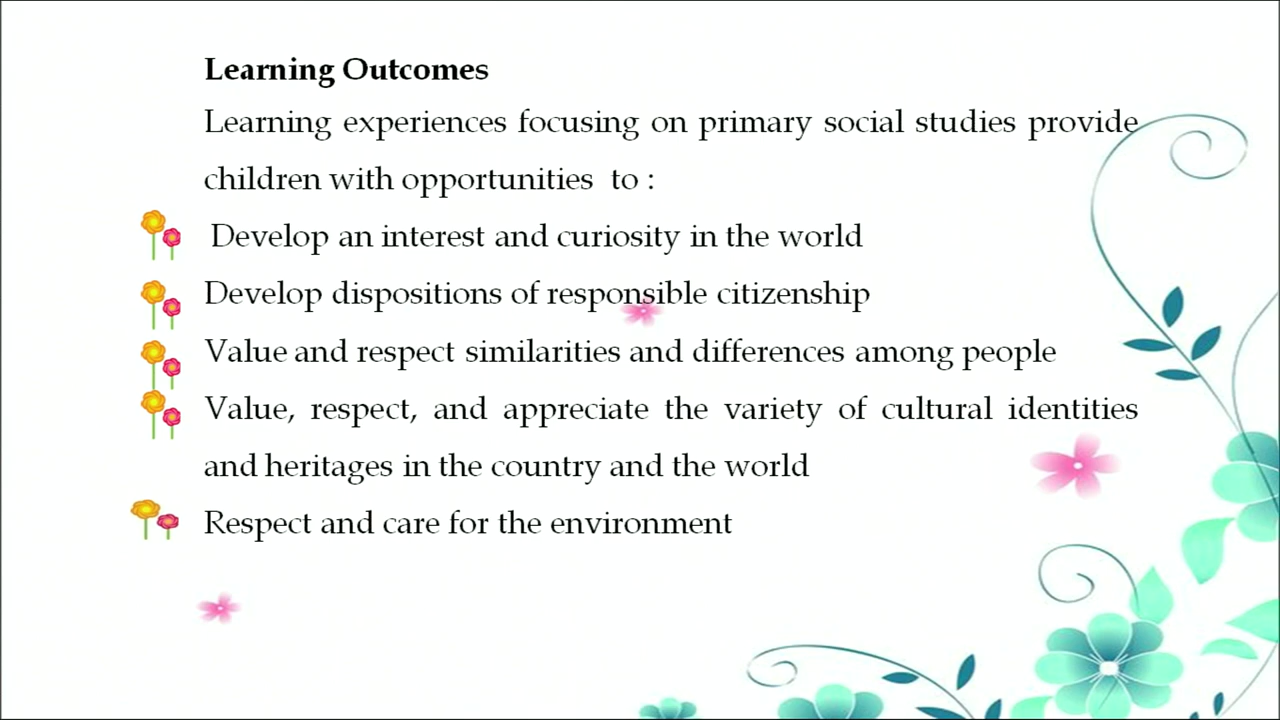 Learning Outcomes
Learning experiences focusing on primary social studies provide
children with opportunities to :
Develop an interest and curiosity in the world
Develop dispositions of responsible citizenship
Value and respect similarities and differences among people
Value, respect, and appreciate the variety of cultural identities
and heritages in the country and the world
Respect and care for the environment